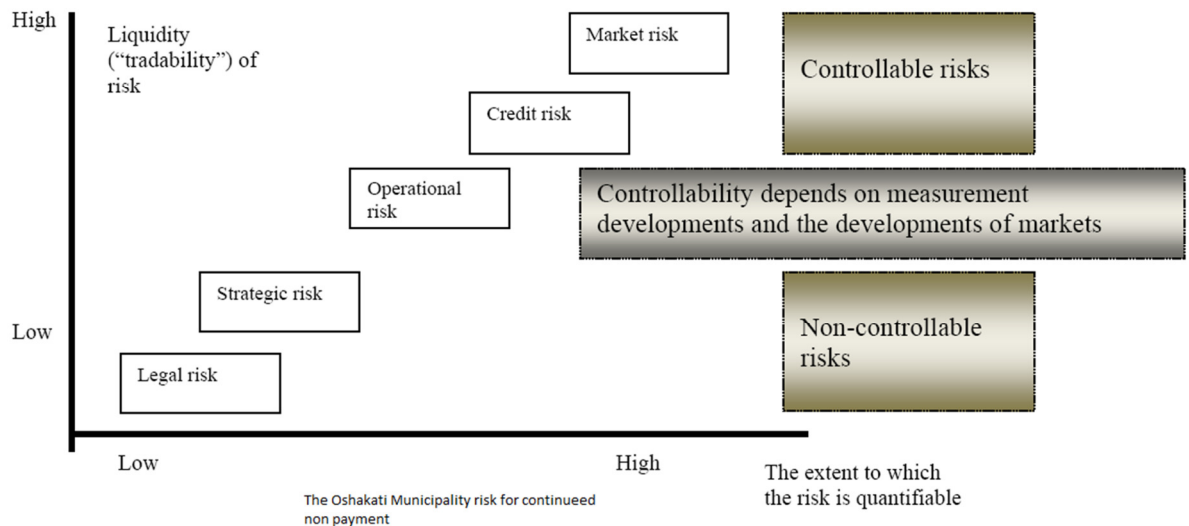 High
Liquidity
(“tradability”) of
risk
Market risk
Controllable risks
Credit risk
Operational
risk
Controllability depends on measurement
developments and the developments of markets
Strategic risk
Low
Non-controllable
risks
Legal risk
Low
High
The extent to which
the risk is quantifiable
The Oshakati Municipality risk for continueed
non payment